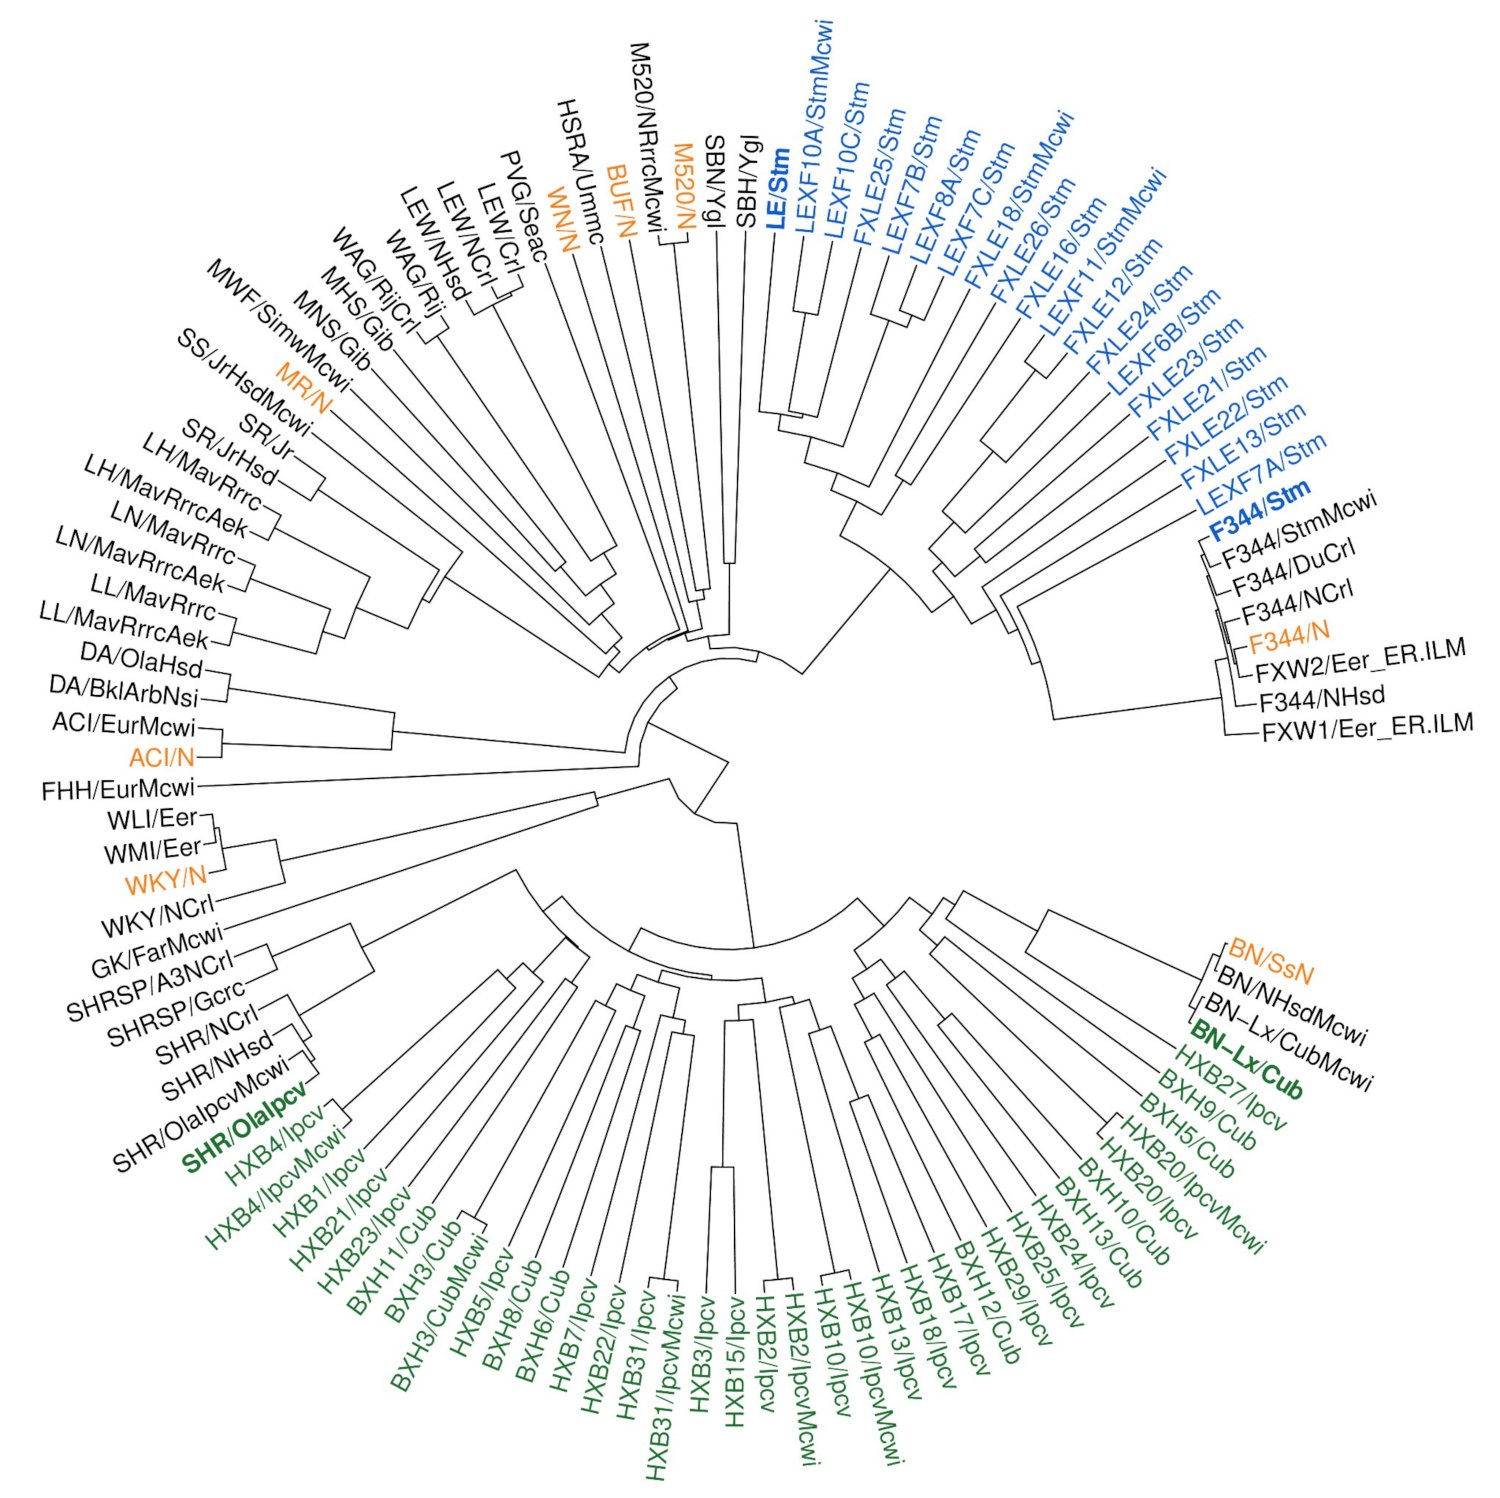 LE/Stm
LEXF10A/StmMcwi
LEXF10C/Stm
FXLE25/Stm
LEXF7B/Stm
LEXF8A/Stm
LEXF7C/Stm
FXLE18/StmMcwi
FXLE26/Stm
FXLE16/Stm
LEXF11/StmMcwi
FXLE12/Stm
FXLE24/Stm
LEXF6B/Stm
FXLE23/Stm
FXLE21/Stm
FXLE22/Stm
FXLE13/Stm
LEXF7A/Stm
F344/Stm
F344/StmMcwi
F344/DuCrl
F344/NCrl
F344/N
FXW2/Eer_ER.ILM
F344/NHsd
FXW1/Eer_ER.ILM
BN/SsN
BN/NHsdMcwi
BN–Lx/CubMcwi
BN–Lx/Cub
HXB27/Ipcv
BXH9/Cub
BXH5/Cub
HXB20/IpcvMcwi
HXB20/Ipcv
BXH10/Cub
BXH13/Cub
HXB24/Ipcv
HXB25/Ipcv
HXB29/Ipcv
BXH12/Cub
HXB17/Ipcv
HXB18/Ipcv
HXB13/Ipcv
HXB10/IpcvMcwi
HXB10/Ipcv
HXB2/IpcvMcwi
HXB2/Ipcv
HXB15/Ipcv
HXB3/Ipcv
HXB31/IpcvMcwi
HXB31/Ipcv
HXB22/Ipcv
HXB7/Ipcv
BXH6/Cub
BXH8/Cub
HXB5/Ipcv
BXH3/CubMcwi
BXH3/Cub
BXH11/Cub
HXB23/Ipcv
HXB21/Ipcv
HXB1/Ipcv
HXB4/IpcvMcwi
HXB4/Ipcv
SHR/OlaIpcv
SHR/OlaIpcvMcwi
SHR/NHsd
SHR/NCrl
SHRSP/Gcrc
SHRSP/A3NCrl
GK/FarMcwi
WKY/NCrl
WKY/N
WMI/Eer
WLI/Eer
FHH/EurMcwi
ACI/N
ACI/EurMcwi
DA/BklArbNsi
DA/OlaHsd
LL/MavRrrcAek
LL/MavRrrc
LN/MavRrrcAek
LN/MavRrrc
LH/MavRrrcAek
LH/MavRrrc
SR/JrHsd
SR/Jr
SS/JrHsdMcwi
MR/N
MWF/SimwMcwi
MNS/Gib
MHS/Gib
WAG/RijCrl
WAG/Rij
LEW/NHsd
LEW/NCrl
LEW/Crl
PVG/Seac
WN/N
HSRA/Ummc
BUF/N
M520/NRrrcMcwi
M520/N
SBN/Ygl
SBH/Ygl